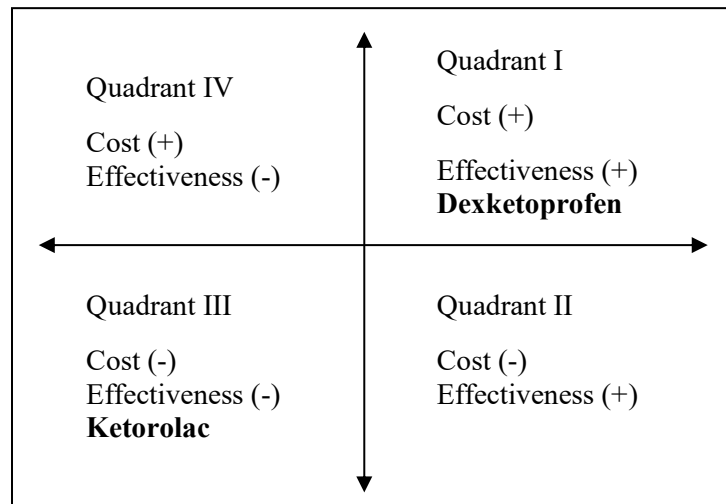 Quadrant IV
Cost (+)
Effectiveness (-)
Quadrant I
Cost (+)
Effectiveness (+)
Dexketoprofen
Quadrant III
Cost (-)
Effectiveness (-)
Ketorolac
Quadrant II
Cost (-)
Effectiveness (+)